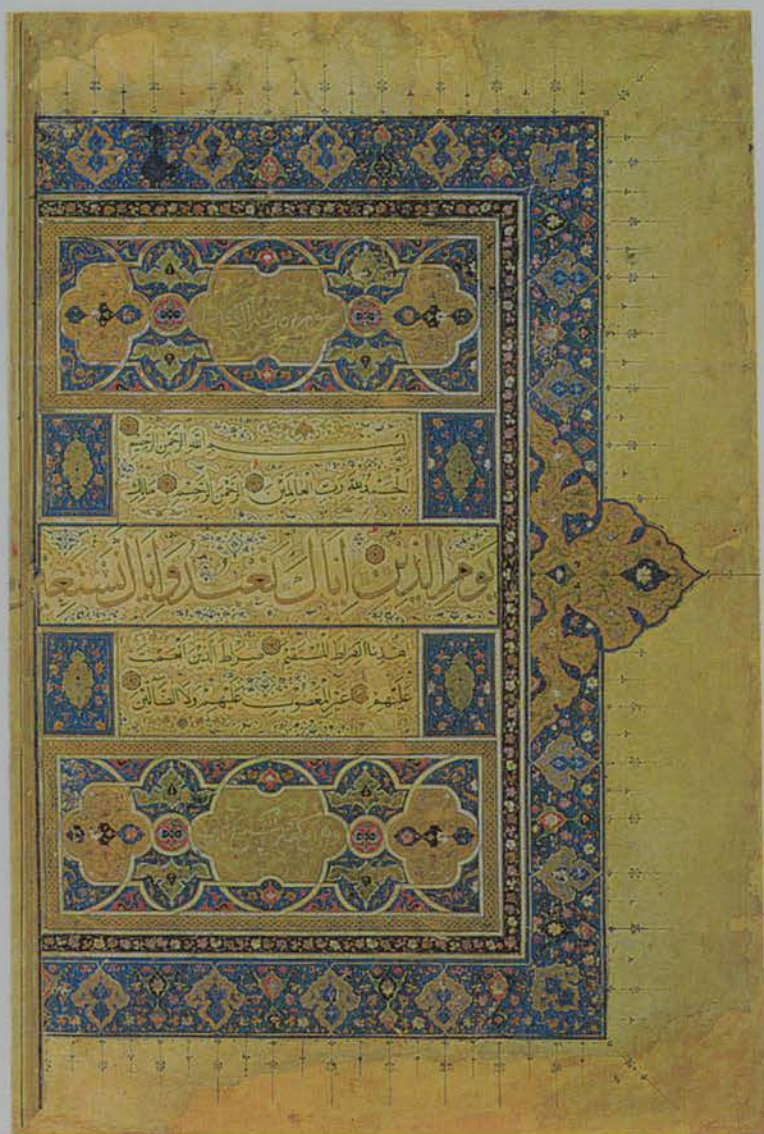 بسم الله الرحمن الرحيم
الحمد لله رب العالمين الرحمن الرحيم مالك
يوم الدين اياك نعبد واياك نستعين
اهدنا الصراط المستقيم صراط الذين انعمت
عليهم غير المغضوب عليهم ولا الضالين